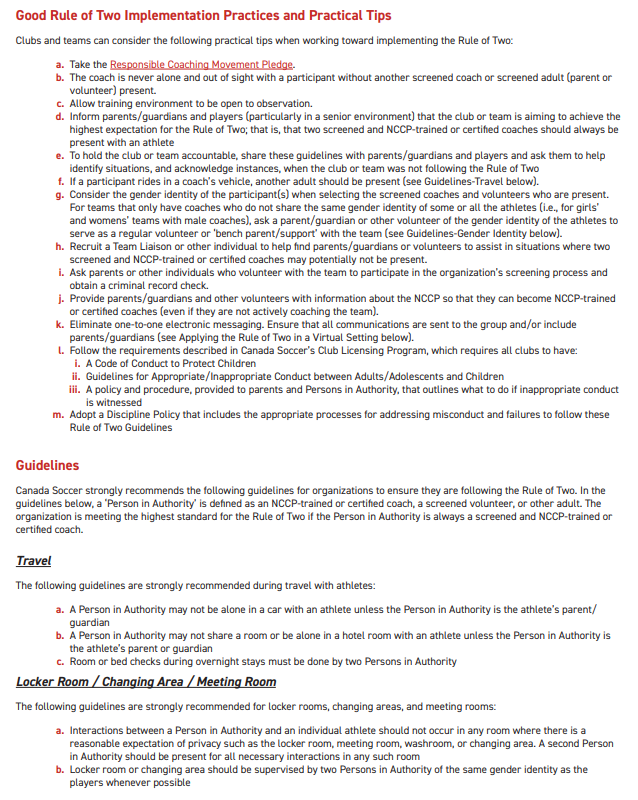 Good Rule of Two Implementation Practices and Practical Tips
Clubs and teams can consider the following practical tips when working toward implementing the Rule of Two:
a. Take the Responsible Coaching Movement Pledge.
b. The coach is never alone and out of sight with a participant without another screened coach or screened adult (parent or
volunteer) present.
c. Allow training environment to be open to observation.
d. Inform parents/guardians and players (particularly in a senior environment) that the club or team is aiming to achieve the
highest expectation for the Rule of Two; that is, that two screened and NCCP-trained or certified coaches should always be
present with an athlete
e. To hold the club or team accountable, share these guidelines with parents/guardians and players and ask them to help
identify situations, and acknowledge instances, when the club or team was not following the Rule of Two
f. If a participant rides in a coach's vehicle, another adult should be present (see Guidelines-Travel below).
g. Consider the gender identity of the participant(s) when selecting the screened coaches and volunteers who are present.
For teams that only have coaches who do not share the same gender identity of some or all the athletes (i.e., for girls'
and womens' teams with male coaches), ask a parent/guardian or other volunteer of the gender identity of the athletes to
serve as a regular volunteer or 'bench parent/support' with the team (see Guidelines-Gender Identity below).
h. Recruit a Team Liaison or other individual to help find parents/guardians or volunteers to assist in situations where two
screened and NCCP-trained or certified coaches may potentially not be present.
i. Ask parents or other individuals who volunteer with the team to participate in the organization's screening process and
obtain a criminal record check.
j. Provide parents/guardians and other volunteers with information about the NCCP so that they can become NCCP-trained
or certified coaches (even if they are not actively coaching the team).
k. Eliminate one-to-one electronic messaging. Ensure that all communications are sent to the group and/or include
parents/guardians (see Applying the Rule of Two in a Virtual Setting below).
l. Follow the requirements described in Canada Soccer's Club Licensing Program, which requires all clubs to have:
i. A Code of Conduct to Protect Children
ii. Guidelines for Appropriate/Inappropriate Conduct between Adults/Adolescents and Children
iii. A policy and procedure, provided to parents and Persons in Authority, that outlines what to do if inappropriate conduct
is witnessed
m. Adopt a Discipline Policy that includes the appropriate processes for addressing misconduct and failures to follow these
Rule of Two Guidelines
Guidelines
Canada Soccer strongly recommends the following guidelines for organizations to ensure they are following the Rule of Two. In the
guidelines below, a 'Person in Authority' is defined as an NCCP-trained or certified coach, a screened volunteer, or other adult. The
organization is meeting the highest standard for the Rule of Two if the Person in Authority is always a screened and NCCP-trained or
certified coach.
Travel
The following guidelines are strongly recommended during travel with athletes:
a. A Person in Authority may not be alone in a car with an athlete unless the Person in Authority is the athlete's parent/
guardian
b. A Person in Authority may not share a room or be alone in a hotel room with an athlete unless the Person in Authority is
the athlete's parent or guardian
c. Room or bed checks during overnight stays must be done by two Persons in Authority
Locker Room / Changing Area / Meeting Room
The following guidelines are strongly recommended for locker rooms, changing areas, and meeting rooms:
a. Interactions between a Person in Authority and an individual athlete should not occur in any room where there is a
reasonable expectation of privacy such as the locker room, meeting room, washroom, or changing area. A second Person
in Authority should be present for all necessary interactions in any such room
b. Locker room or changing area should be supervised by two Persons in Authority of the same gender identity as the
players whenever possible